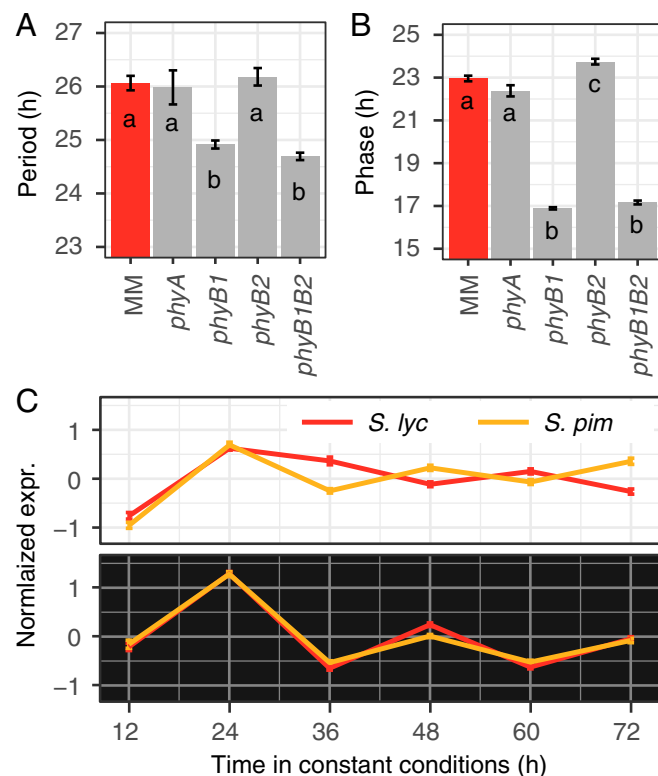 A
Period (h)
27
26
25
24
23
a
a
b
a
b
MM
phyA
phyB1
phyB2
phyB1B2
B
Phase (h)
25
23
21
19
17
15
a
a
b
c
b
MM
phyA
phyB1
phyB2
phyB1B2
C
Normlaized expr.
S. lyc
S. pim
1
0
−1
1
0
−1
12
24
36
48
60
72
Time in constant conditions (h)